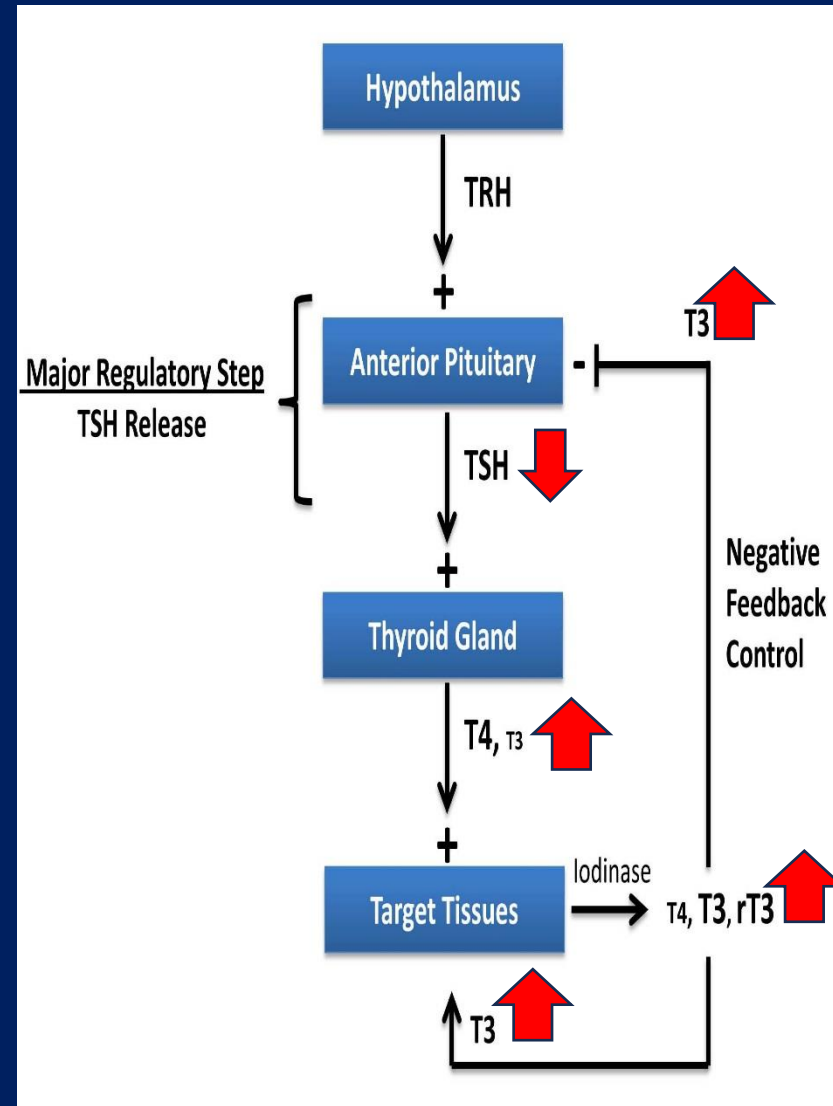 Hypothalamus
TRH
+
T3
Anterior Pituitary
-
Major Regulatory Step
TSH Release
TSH
+
Negative
Feedback
Control
Thyroid Gland
T4, T3
+
Iodinase
Target Tissues
T4, T3, rT3
T3